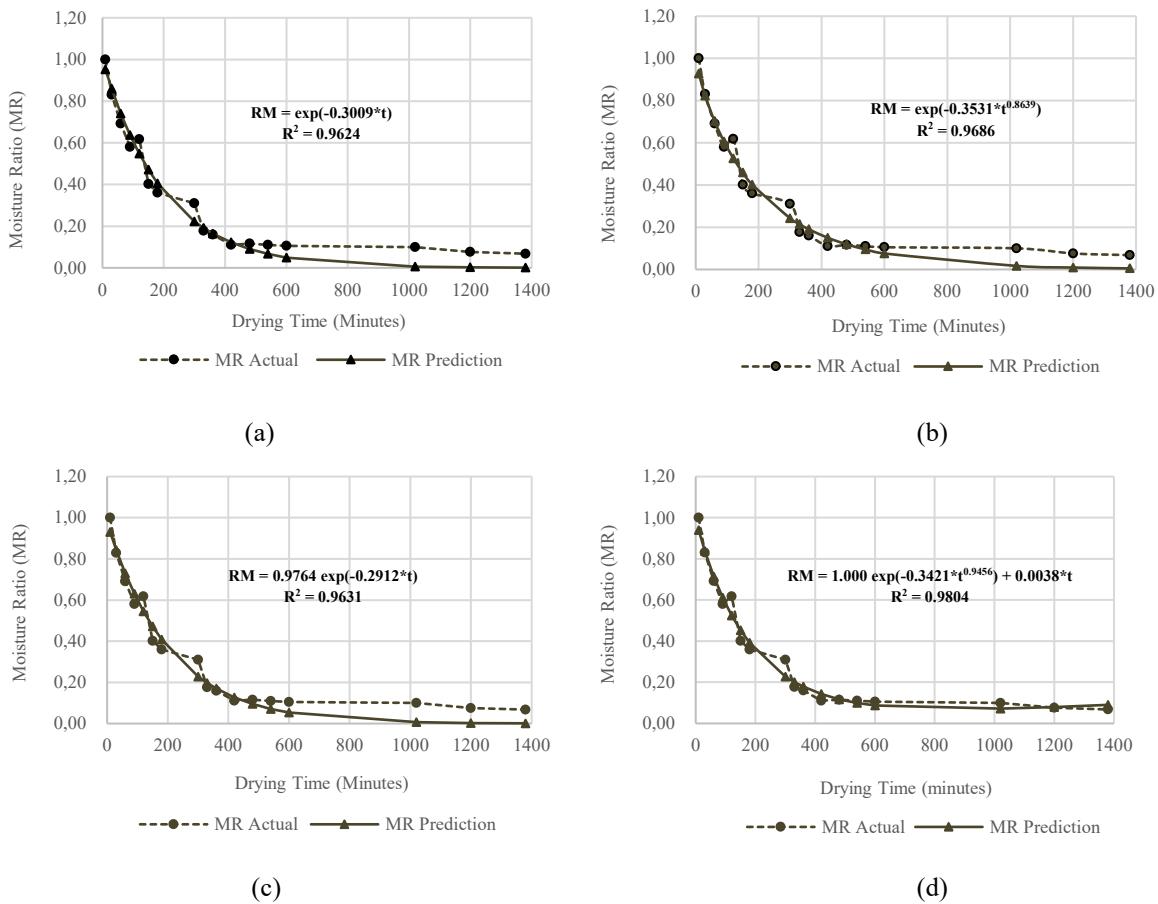 1,20
1,00
0,80
0,60
0,40
0,20
0,00
0 200 400 600 800 1000 1200 1400
Moisture Ratio (MR)
Drying Time (Minutes)
RM = exp(-0.3009*t)
R² = 0.9624
MR Actual MR Prediction
(a)
1,20
1,00
0,80
0,60
0,40
0,20
0,00
0 200 400 600 800 1000 1200 1400
Moisture Ratio (MR)
Drying Time (Minutes)
RM = exp(-0.3531*t^0.8639)
R² = 0.9686
MR Actual MR Prediction
(b)
1,20
1,00
0,80
0,60
0,40
0,20
0,00
0 200 400 600 800 1000 1200 1400
Moisture Ratio (MR)
Drying Time (Minutes)
RM = 0.9764 exp(-0.2912*t)
R² = 0.9631
MR Actual MR Prediction
(c)
1,20
1,00
0,80
0,60
0,40
0,20
0,00
0 200 400 600 800 1000 1200 1400
Moisture Ratio (MR)
Drying Time (minutes)
RM = 1.000 exp(-0.3421*t^0.9456) + 0.0038*t
R² = 0.9804
MR Actual MR Prediction
(d)